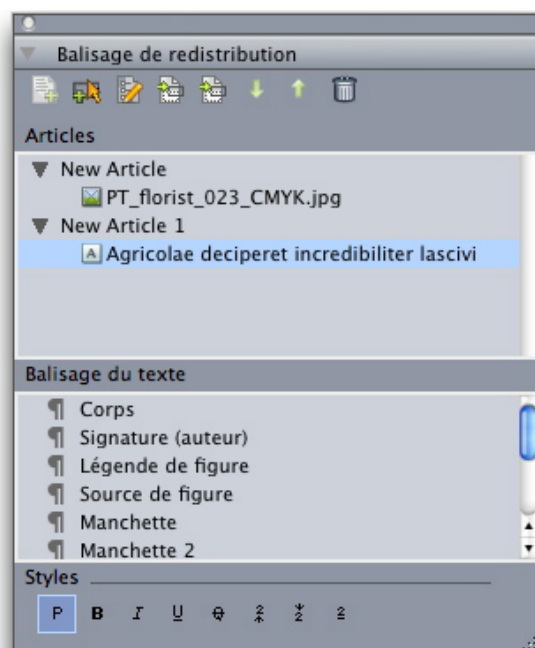 Balisage de redistribution
Articles
New Article
PT_florist_023_CMYK.jpg
New Article 1
A Agricolae deciperet incredibiliter lascivi
Balisage du texte
¶ Corps
¶ Signature (auteur)
¶ Légende de figure
¶ Source de figure
¶ Manchette
¶ Manchette 2
Styles
P B I U